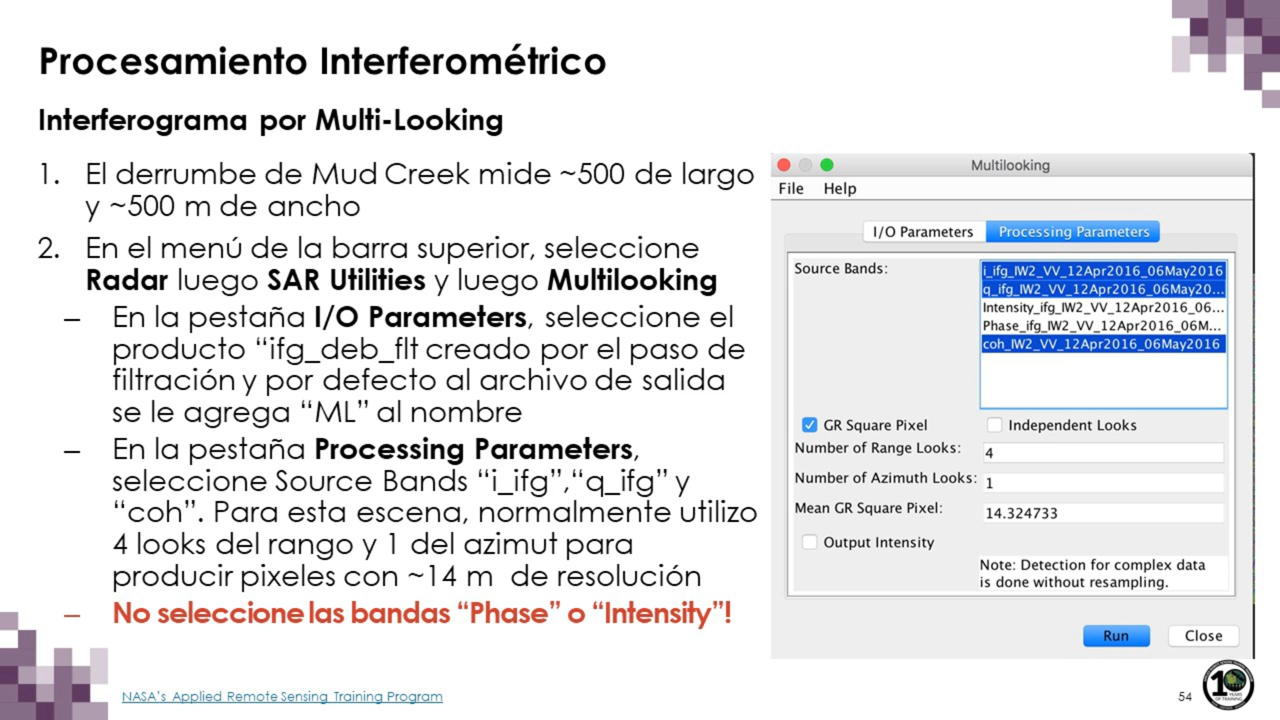 Procesamiento Interferométrico
Interferograma por Multi-Looking
1. El derrumbe de Mud Creek mide ~500 de largo
y ~500 m de ancho
2. En el menú de la barra superior, seleccione
Radar luego SAR Utilities y luego Multilooking
– En la pestaña I/O Parameters, seleccione el
producto “ifg_deb_flt creado por el paso de
filtración y por defecto al archivo de salida
se le agrega “ML” al nombre
– En la pestaña Processing Parameters,
seleccione Source Bands “i_ifg”,“q_ifg” y
“coh”. Para esta escena, normalmente utilizo
4 looks del rango y 1 del azimut para
producir pixeles con ~14 m de resolución
– No seleccione las bandas “Phase” o “Intensity”!
Multilooking
File Help
I/O Parameters Processing Parameters
Source Bands:
i_ifg_IW2_VV_12Apr2016_06May2016
q_ifg_IW2_VV_12Apr2016_06May20...
Intensity_ifg_IW2_VV_12Apr2016_06...
Phase_ifg_IW2_VV_12Apr2016_06M...
coh_IW2_VV_12Apr2016_06May2016
GR Square Pixel Independent Looks
Number of Range Looks: 4
Number of Azimuth Looks: 1
Mean GR Square Pixel: 14.324733
Output Intensity
Note: Detection for complex data
is done without resampling.
Run Close
NASA’s Applied Remote Sensing Training Program
54
10
YEARS
OF TRAINING